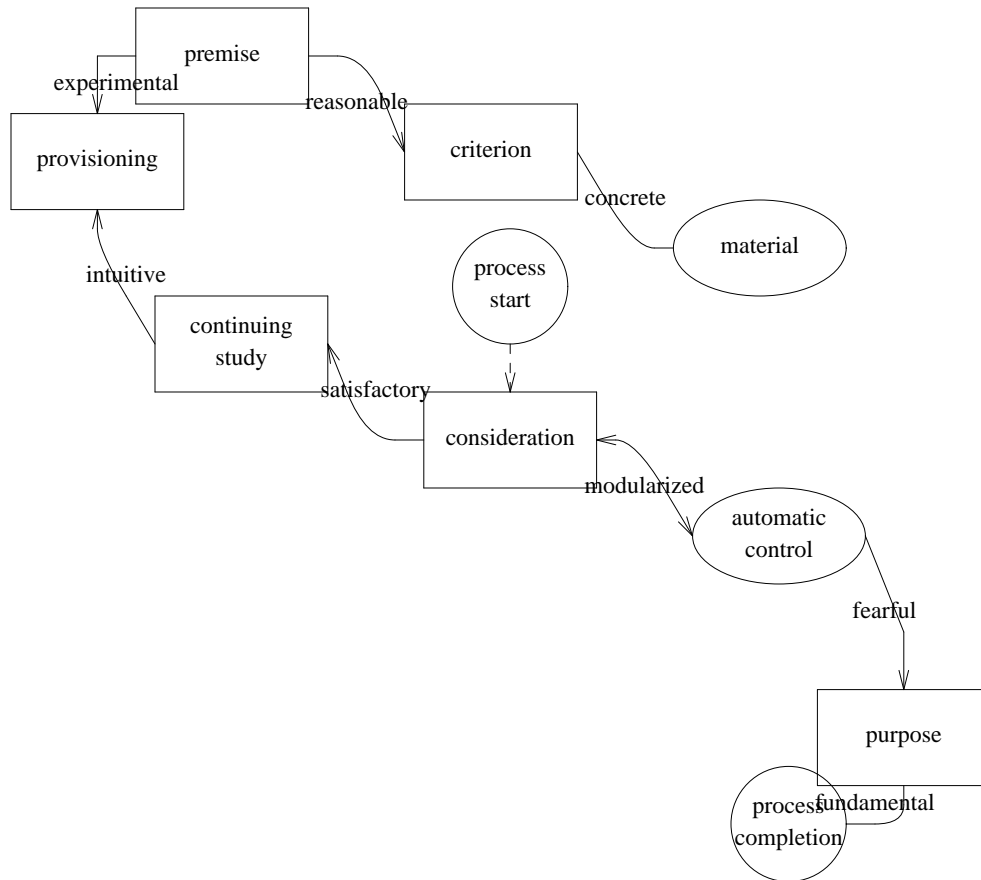 premise
experimental
reasonable
provisioning
criterion
concrete
material
process
start
intuitive
continuing
study
satisfactory
consideration
modularized
automatic
control
fearful
purpose
fundamental
process
completion